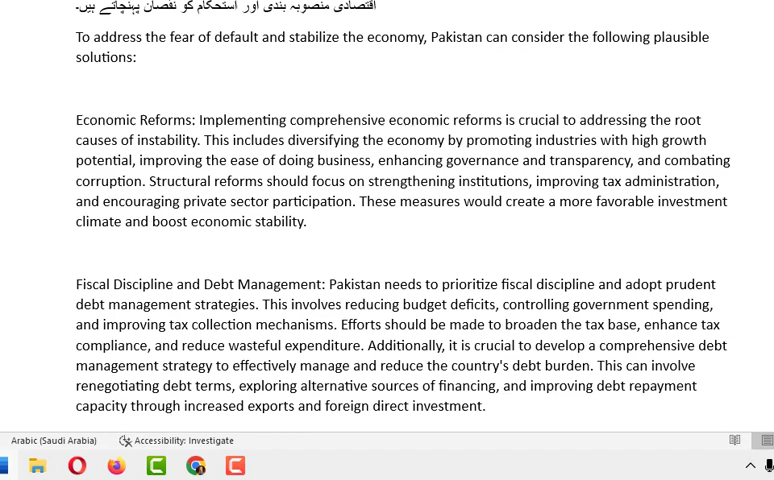 اقتصادی منصوبہ بندی اور استحکام کو نقصان پہنچاتے ہیں۔
To address the fear of default and stabilize the economy, Pakistan can consider the following plausible
solutions:
Economic Reforms: Implementing comprehensive economic reforms is crucial to addressing the root
causes of instability. This includes diversifying the economy by promoting industries with high growth
potential, improving the ease of doing business, enhancing governance and transparency, and combating
corruption. Structural reforms should focus on strengthening institutions, improving tax administration,
and encouraging private sector participation. These measures would create a more favorable investment
climate and boost economic stability.
Fiscal Discipline and Debt Management: Pakistan needs to prioritize fiscal discipline and adopt prudent
debt management strategies. This involves reducing budget deficits, controlling government spending,
and improving tax collection mechanisms. Efforts should be made to broaden the tax base, enhance tax
compliance, and reduce wasteful expenditure. Additionally, it is crucial to develop a comprehensive debt
management strategy to effectively manage and reduce the country's debt burden. This can involve
renegotiating debt terms, exploring alternative sources of financing, and improving debt repayment
capacity through increased exports and foreign direct investment.
Arabic (Saudi Arabia) Accessibility: Investigate